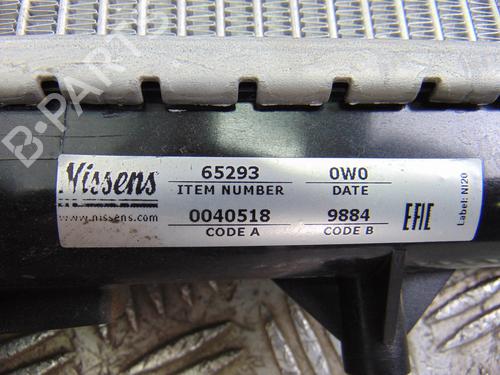 B-PARTS
Nissens
www.nissens.com
65293
ITEM NUMBER
0W0
DATE
0040518
CODE A
9884
CODE B
EAC
Label: NI20